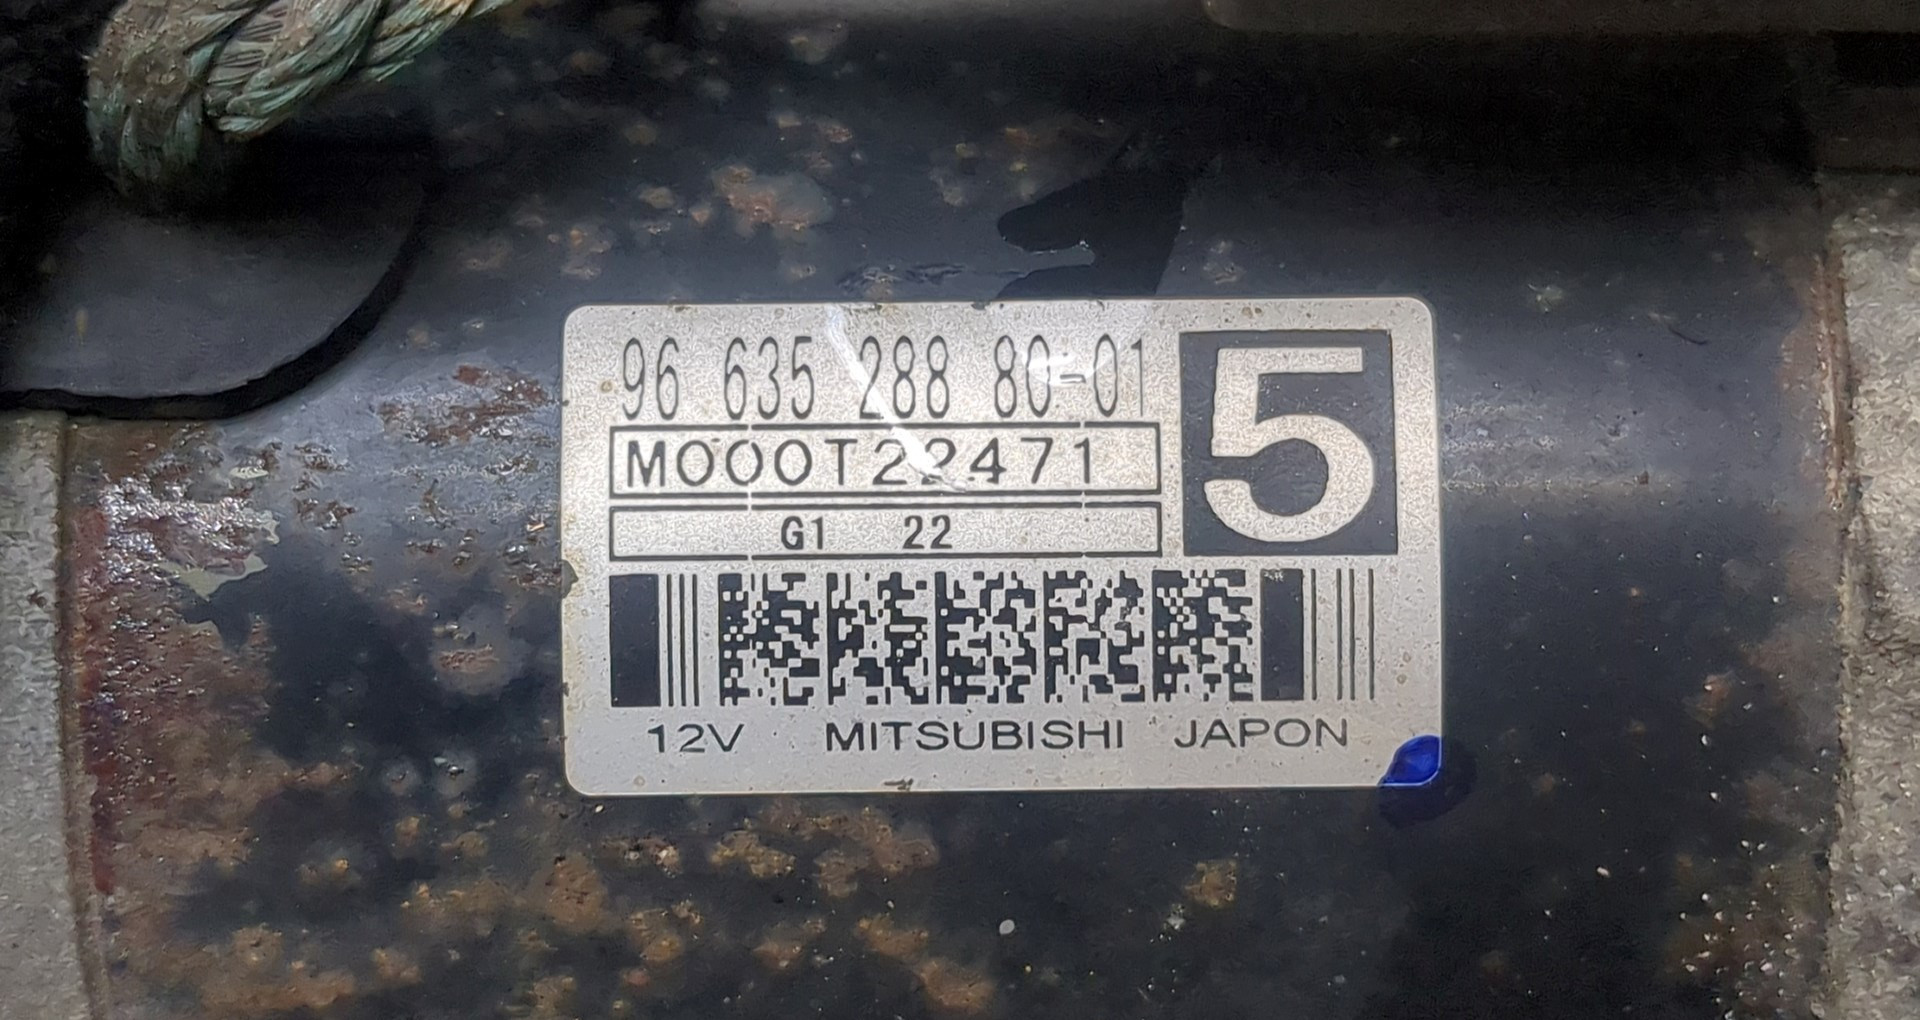 96 635 288 80-01
5
M000T22471
G1 22
12V MITSUBISHI JAPON